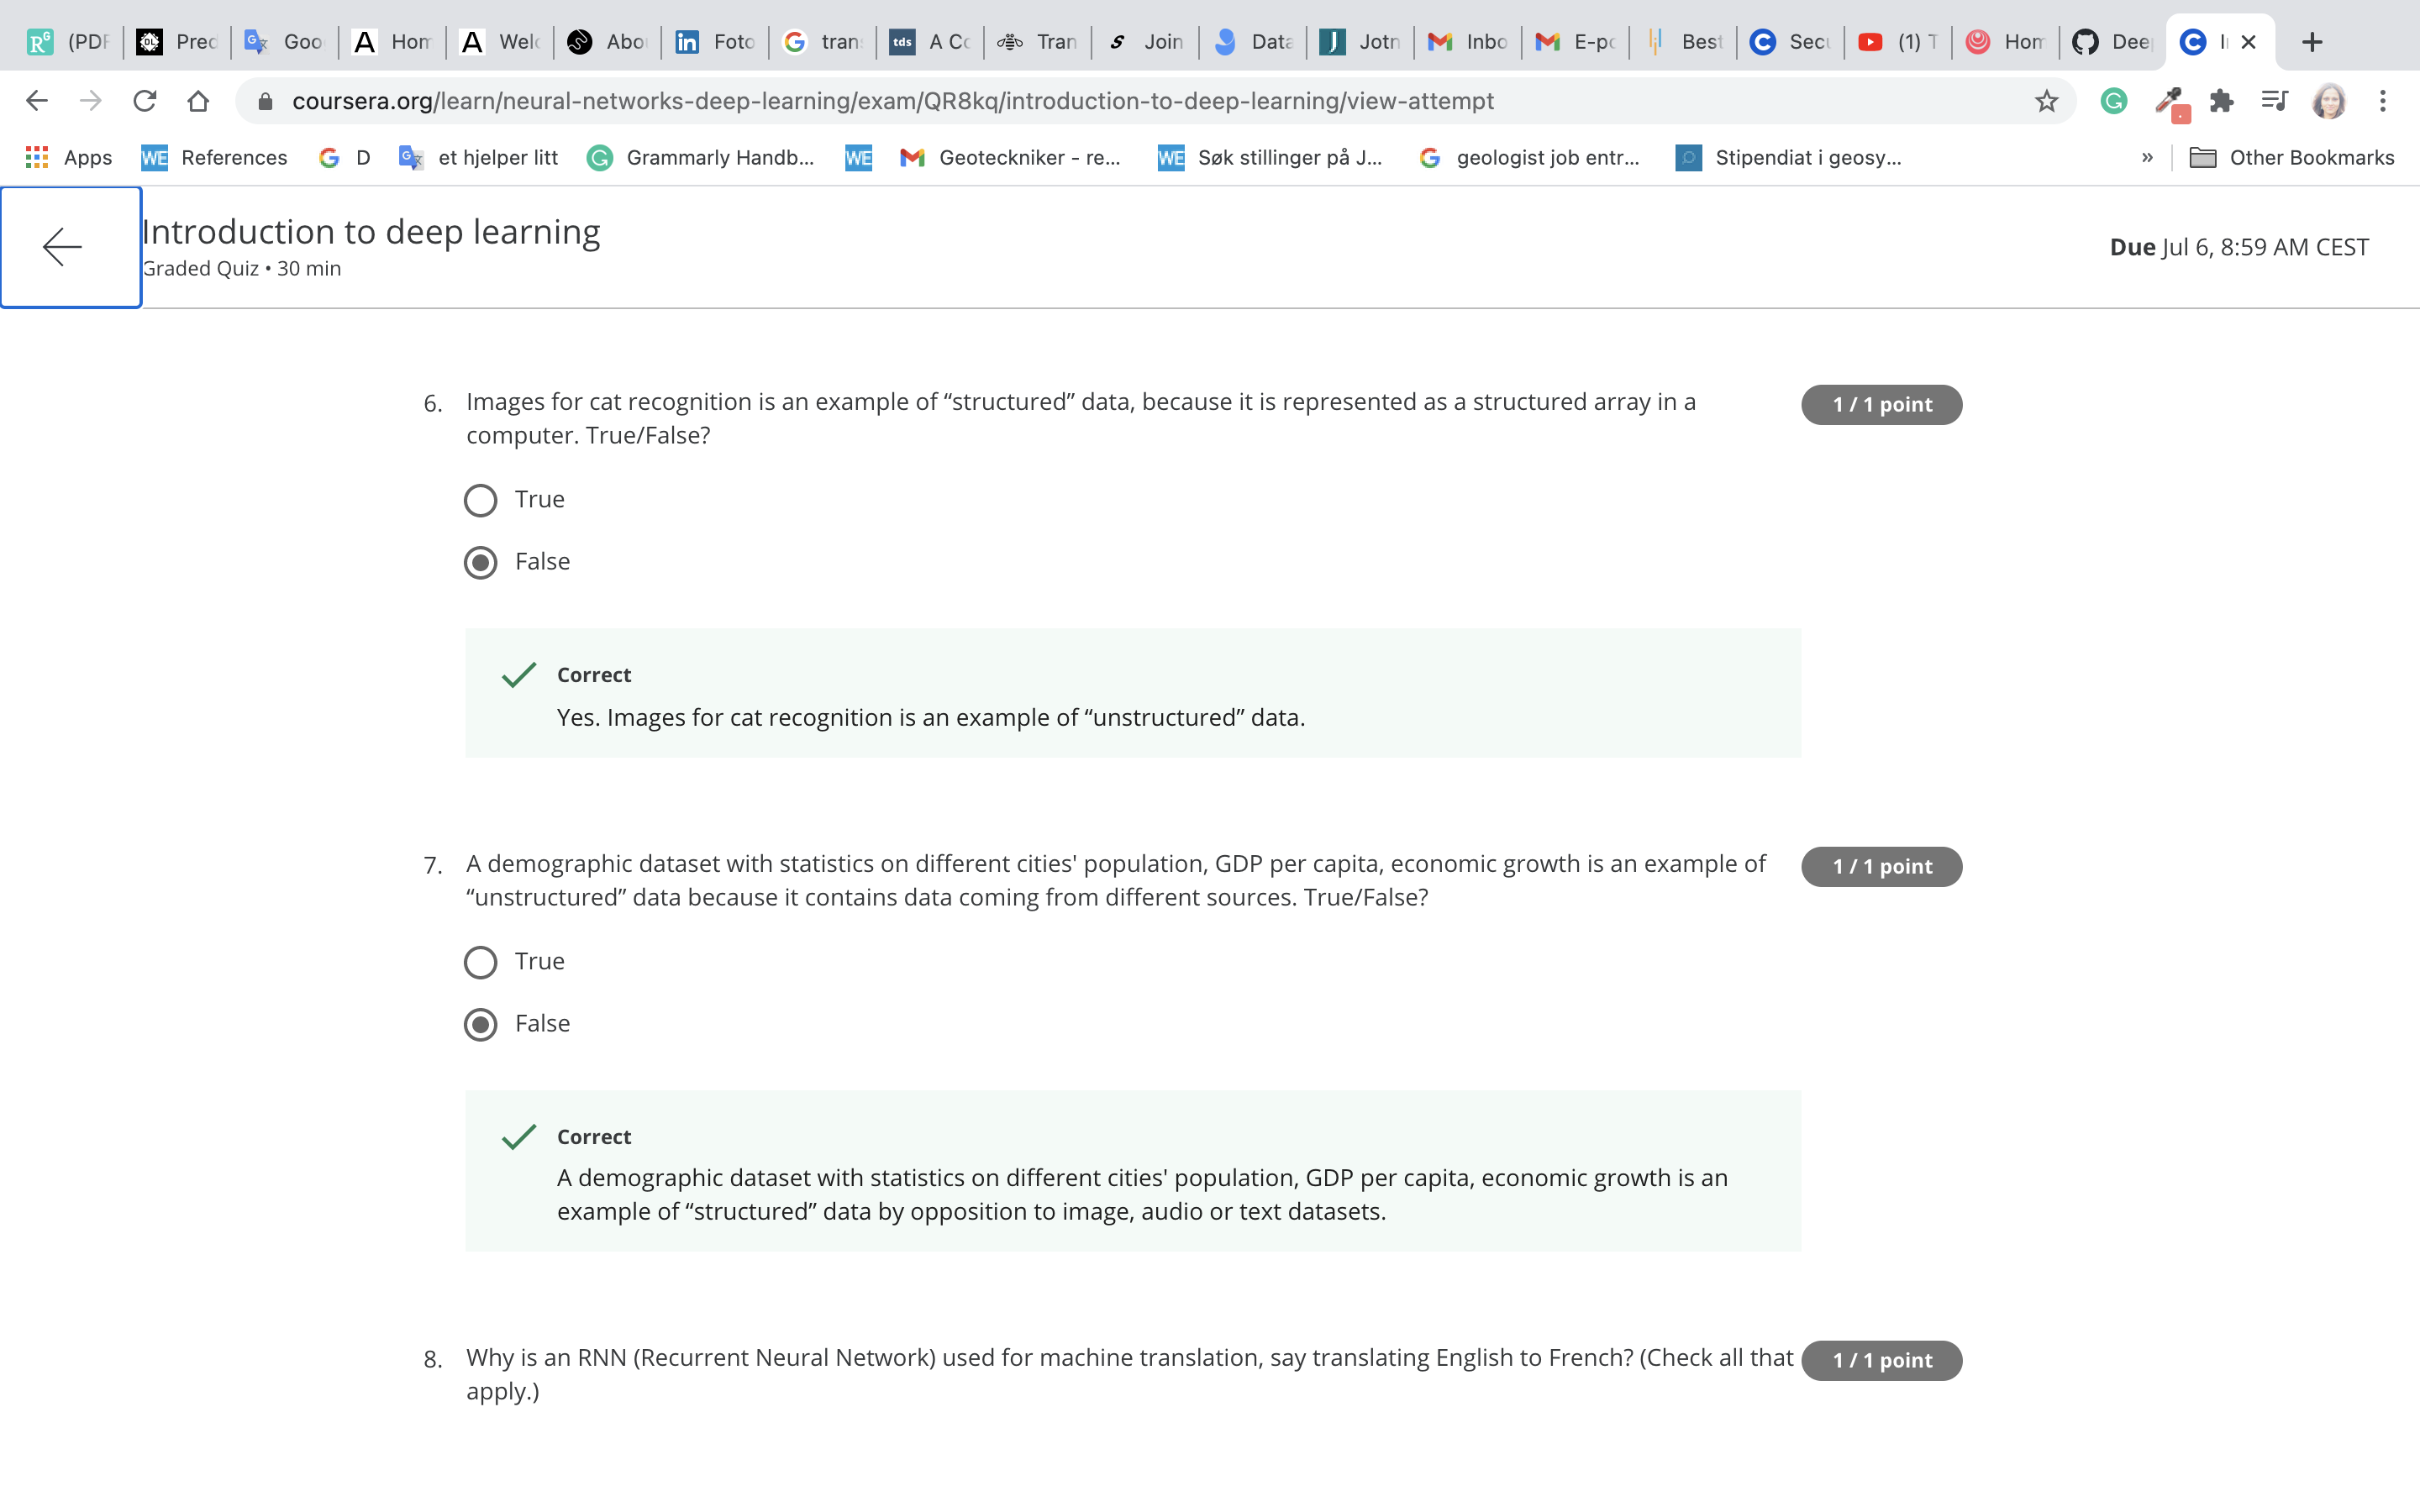 (PDF Pred Goo Hom Welc Abo Foto tran A Co Tran Join Data Jotn Inbo E-po Best Secu (1) T Hom Deep
coursera.org/learn/neural-networks-deep-learning/exam/QR8kq/introduction-to-deep-learning/view-attempt
Apps References D et hjelper litt Grammarly Handb... Geoteckniker - re... Søk stillinger på J... geologist job entr... Stipendiat i geosy... » Other Bookmarks
Introduction to deep learning
Graded Quiz • 30 min
Due Jul 6, 8:59 AM CEST
6. Images for cat recognition is an example of “structured” data, because it is represented as a structured array in a
computer. True/False?
1 / 1 point
True
False
Correct
Yes. Images for cat recognition is an example of “unstructured” data.
7. A demographic dataset with statistics on different cities' population, GDP per capita, economic growth is an example of
“unstructured” data because it contains data coming from different sources. True/False?
1 / 1 point
True
False
Correct
A demographic dataset with statistics on different cities' population, GDP per capita, economic growth is an
example of “structured” data by opposition to image, audio or text datasets.
8. Why is an RNN (Recurrent Neural Network) used for machine translation, say translating English to French? (Check all that
apply.)
1 / 1 point